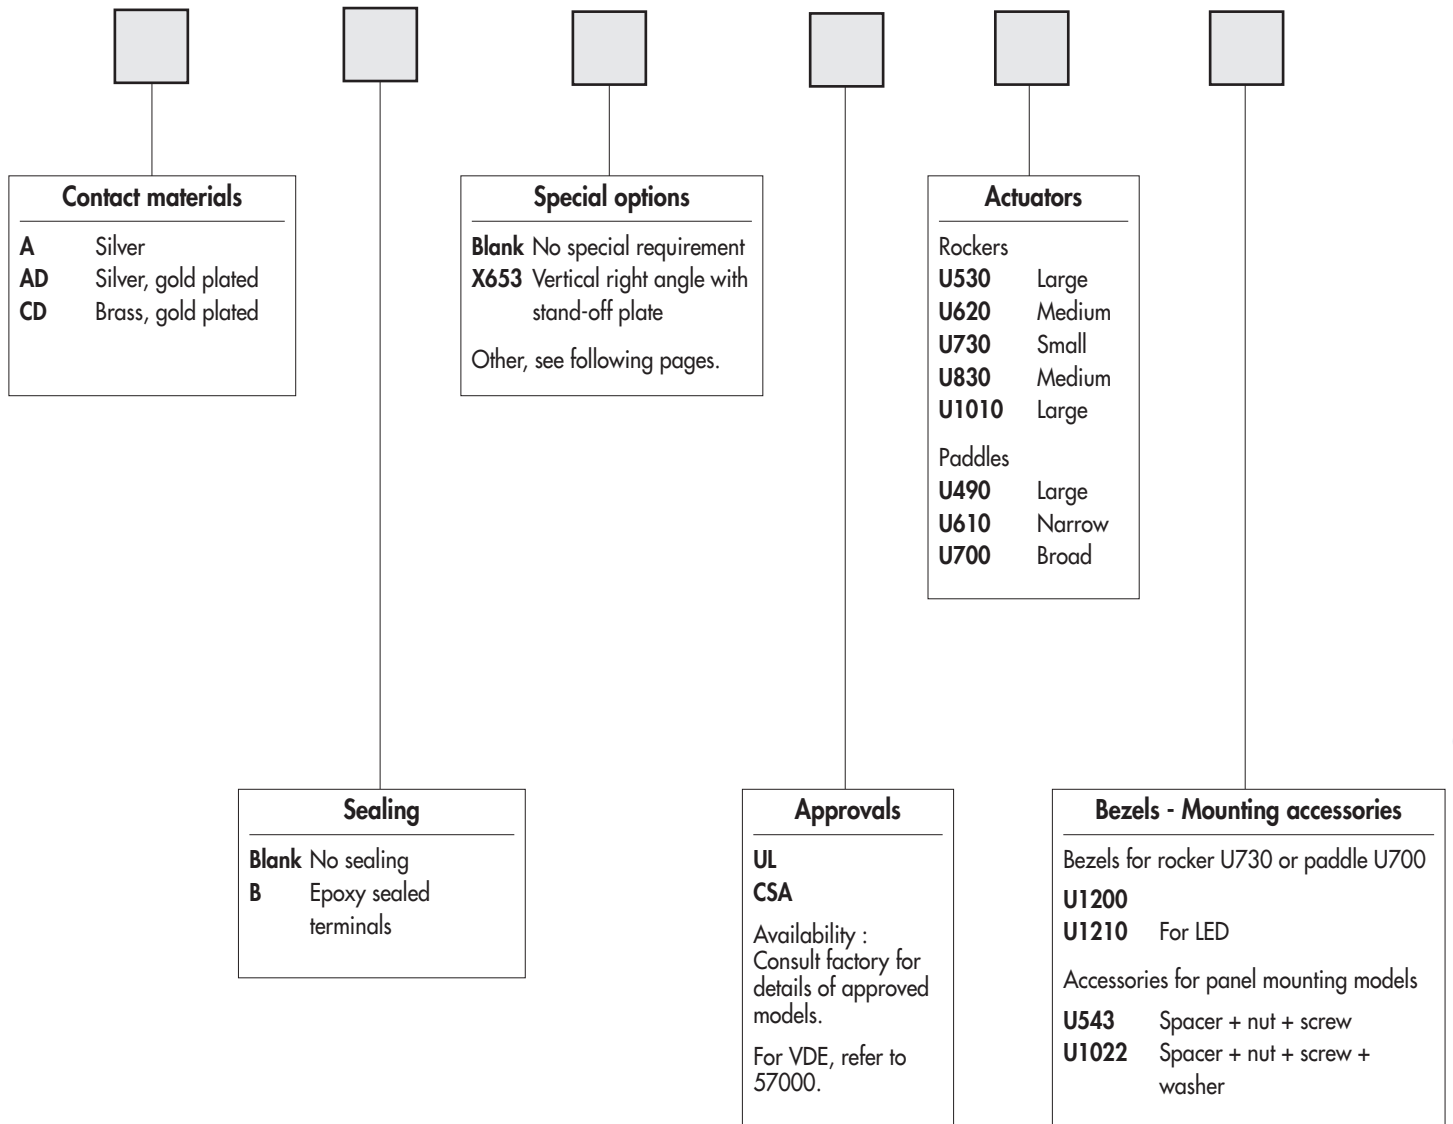 Contact materials
A Silver
AD Silver, gold plated
CD Brass, gold plated
Special options
Blank No special requirement
X653 Vertical right angle with
stand-off plate
Other, see following pages.
Actuators
Rockers
U530 Large
U620 Medium
U730 Small
U830 Medium
U1010 Large
Paddles
U490 Large
U610 Narrow
U700 Broad
Sealing
Blank No sealing
B Epoxy sealed
terminals
Approvals
UL
CSA
Availability :
Consult factory for
details of approved
models.
For VDE, refer to
57000.
Bezels - Mounting accessories
Bezels for rocker U730 or paddle U700
U1200
U1210 For LED
Accessories for panel mounting models
U543 Spacer + nut + screw
U1022 Spacer + nut + screw +
washer